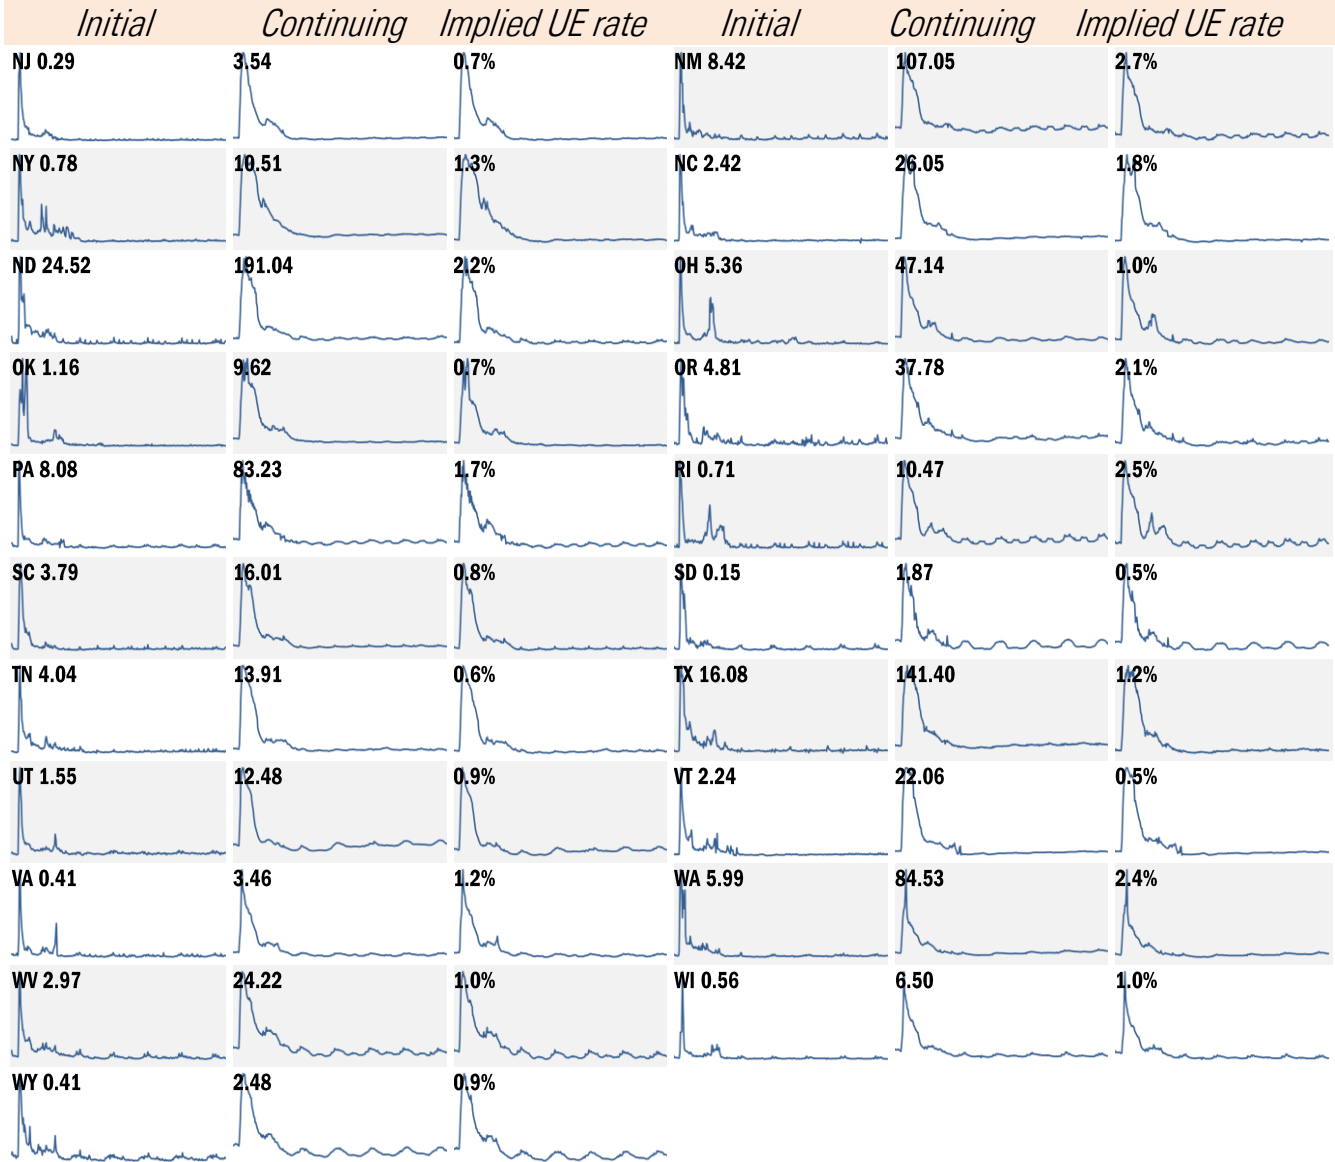 Initial Continuing Implied UE rate Initial Continuing Implied UE rate
NJ 0.29 3.54 0.7% NM 8.42 107.05 2.7%
NY 0.78 10.51 1.3% NC 2.42 26.05 1.8%
ND 24.52 191.04 2.2% OH 5.36 47.14 1.0%
OK 1.16 9.62 0.7% OR 4.81 37.78 2.1%
PA 8.08 83.23 1.7% RI 0.71 10.47 2.5%
SC 3.79 16.01 0.8% SD 0.15 1.87 0.5%
TN 4.04 13.91 0.6% TX 16.08 141.40 1.2%
UT 1.55 12.48 0.9% VT 2.24 22.06 0.5%
VA 0.41 3.46 1.2% WA 5.99 84.53 2.4%
WV 2.97 24.22 1.0% WI 0.56 6.50 1.0%
WY 0.41 2.48 0.9%